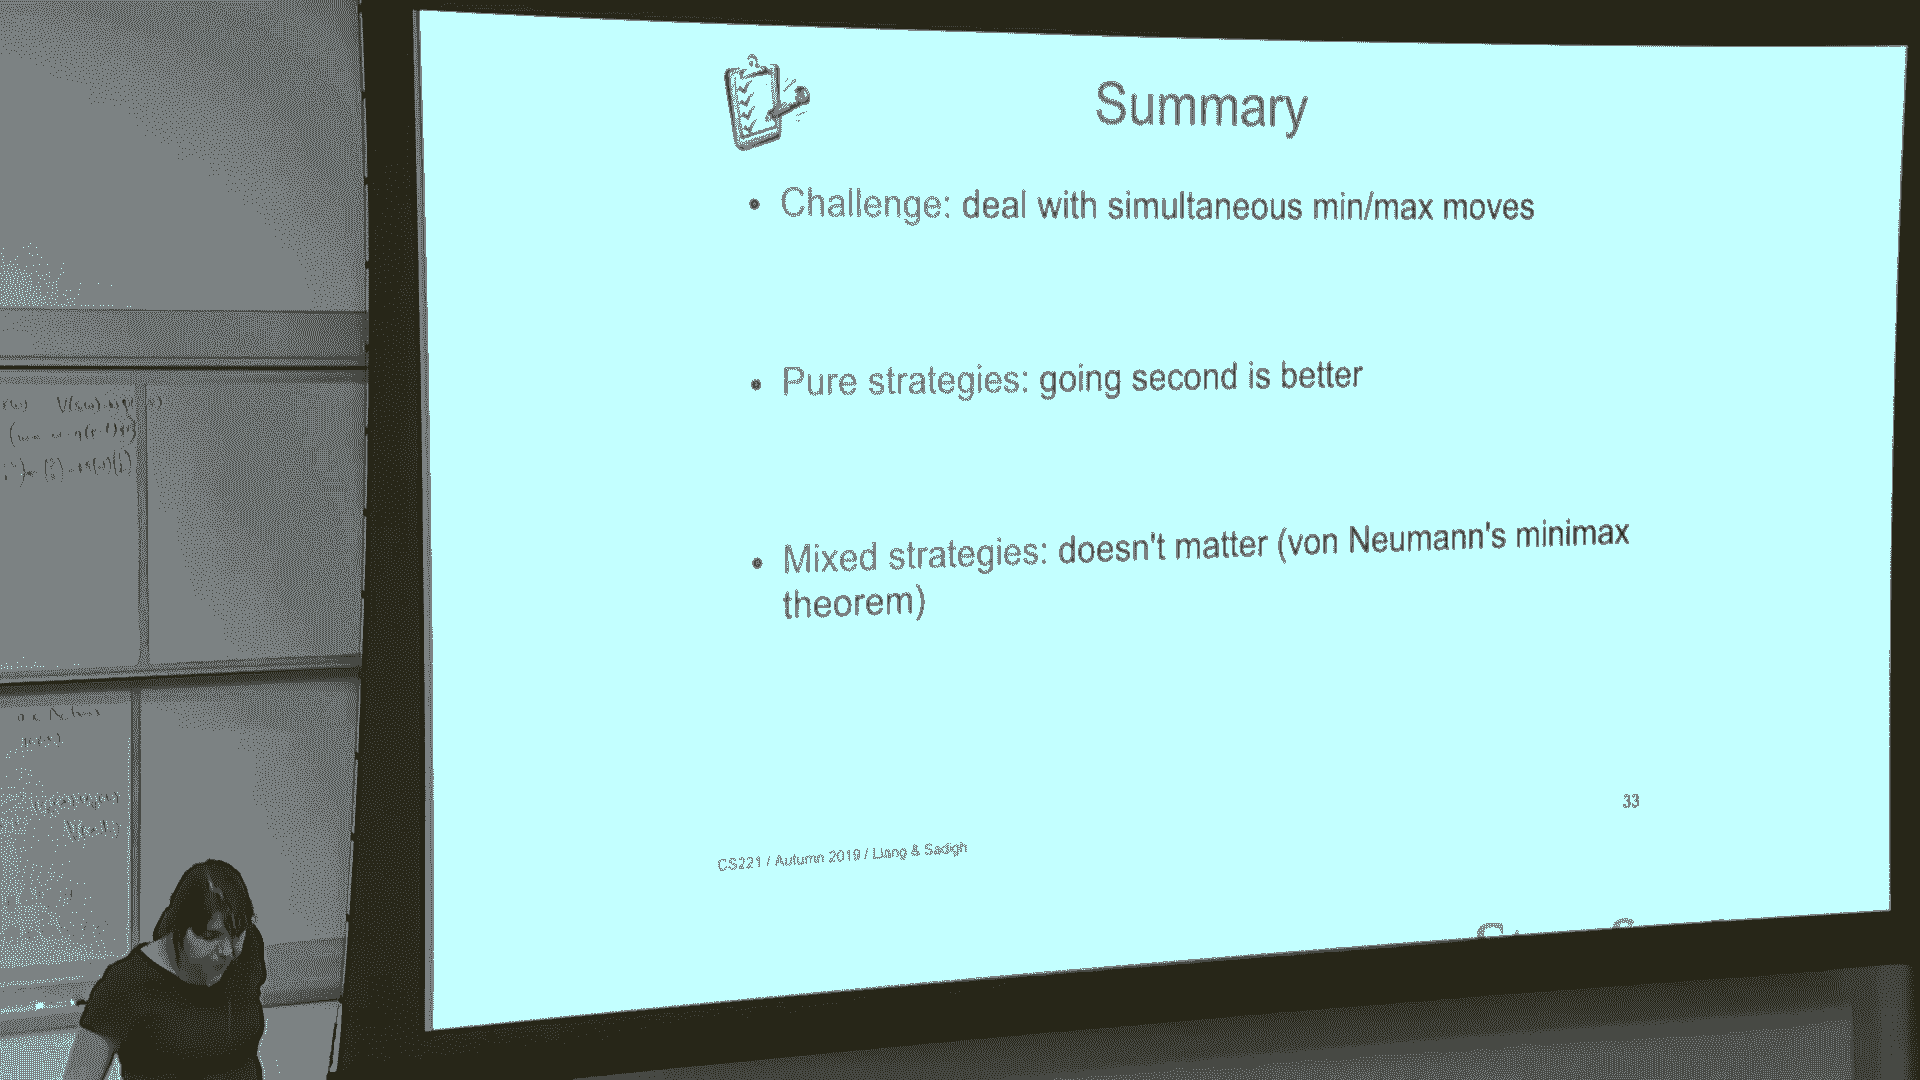 Summary
• Challenge: deal with simultaneous min/max moves
• Pure strategies: going second is better
• Mixed strategies: doesn't matter (von Neumann's minimax
theorem)
33
CS221 / Autumn 2019 / Liang & Sadigh